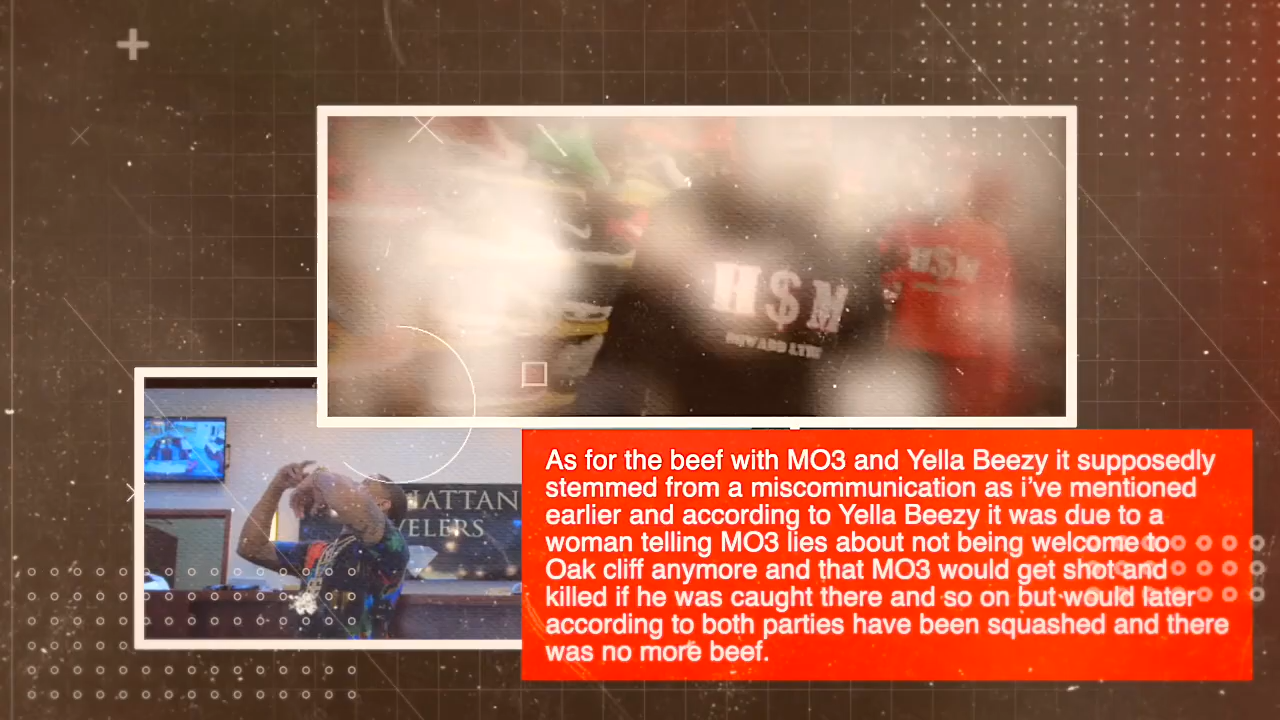 H$M
H$M
HATTAN
As for the beef with MO3 and Yella Beezy it supposedly
stemmed from a miscommunication as i've mentioned
earlier and according to Yella Beezy it was due to a
woman telling MO3 lies about not being welcome to
Oak cliff anymore and that MO3 would get shot and
killed if he was caught there and so on but would later
according to both parties have been squashed and there
was no more beef.